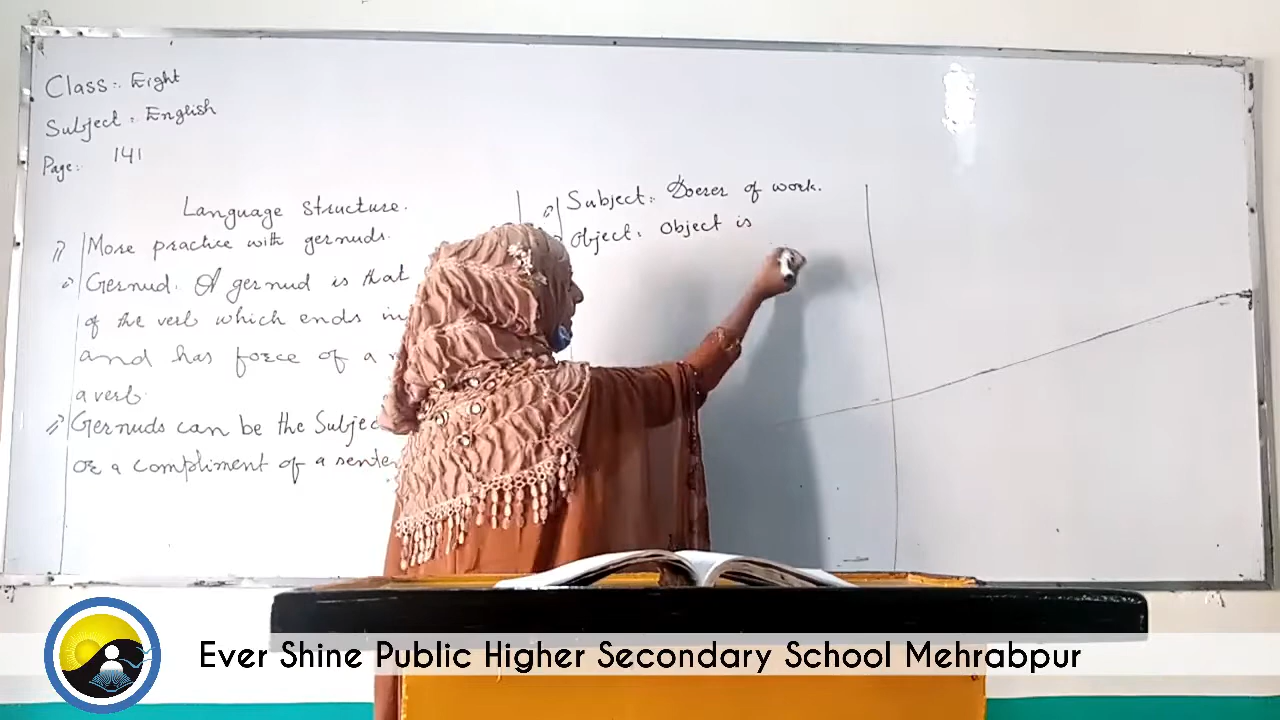 Class:- Eight
Subject: English
Page:- 141
Language Structure.
More practice with gernuds.
Gernud. A gernud is that
of the verb which ends in
and has force of a
a verb.
Gernuds can be the Subjec
or a compliment of a senten
Subject:- Doerer of work.
Object: Object is
Ever Shine Public Higher Secondary School Mehrabpur